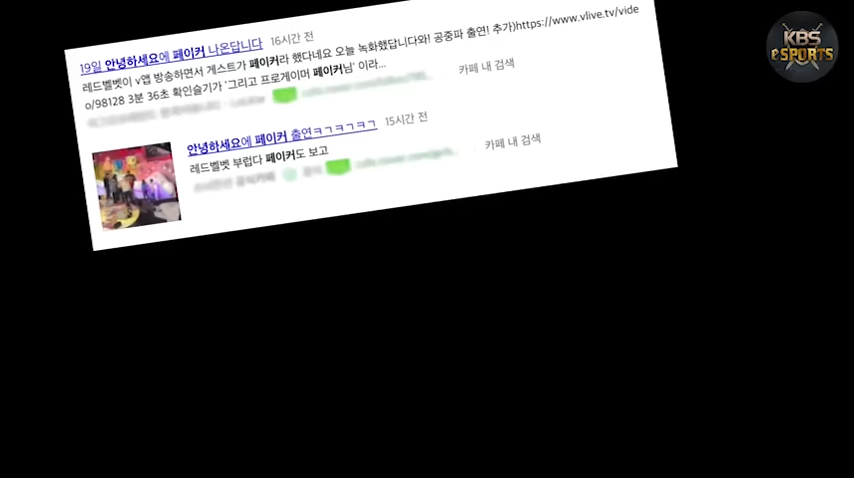 KBS
eSPORTS
19일 안녕하세요에 페이커 나온답니다 16시간 전
레드벨벳이 v앱 방송하면서 게스트가 페이커라 했다네요 오늘 녹화했답니다와! 공중파 출연! 추가)https://www.vlive.tv/vide
o/98128 3분 36초 확인슬기가 '그리고 프로게이머 페이커님' 이라...
카페 내 검색
안녕하세요에 페이커 출연ㅋㄱㅋㄱㅋㄱ 15시간 전
레드벨벳 부럽다 페이커도 보고
카페 내 검색